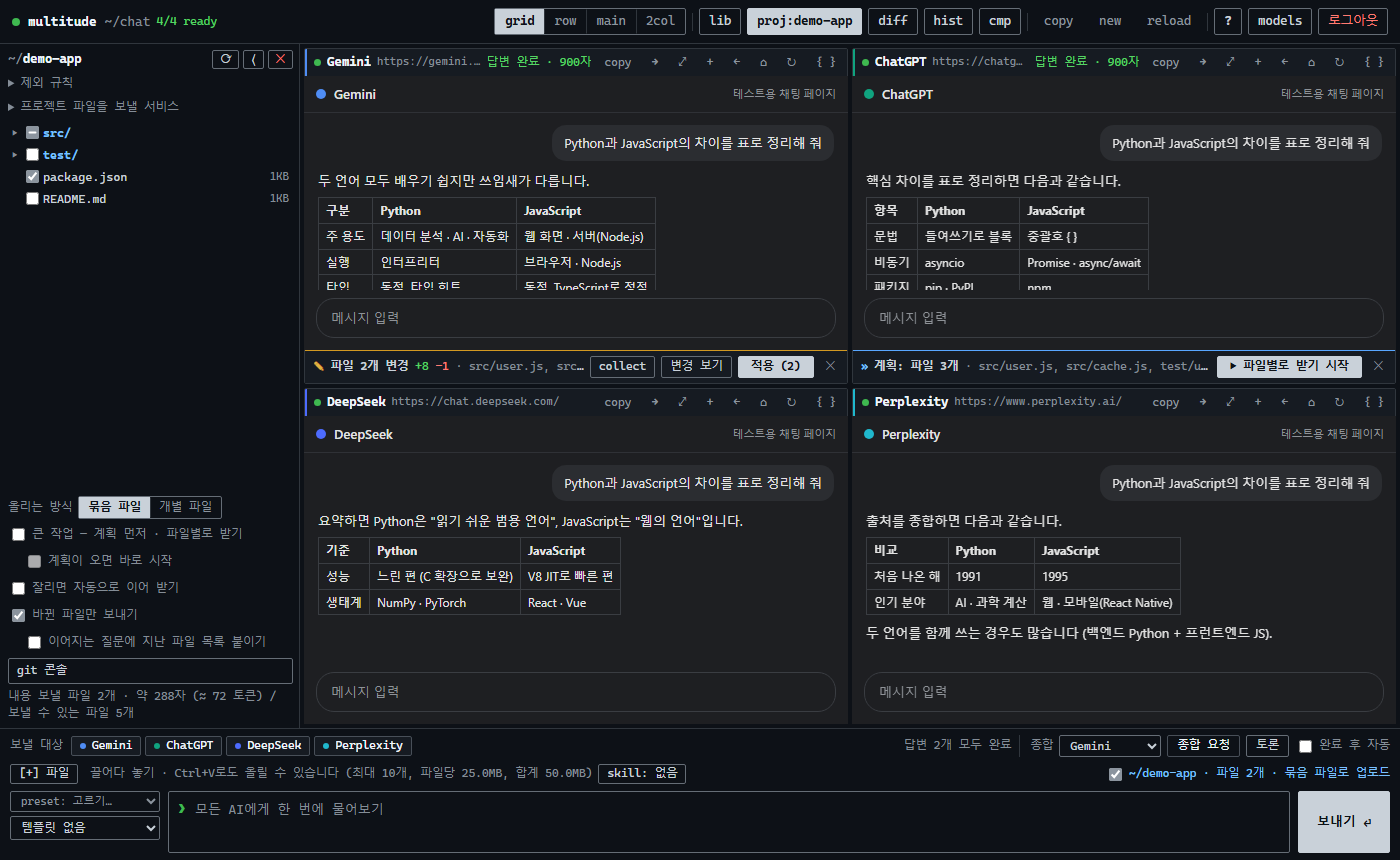 multitude ~/chat 4/4 ready
grid row main 2col lib proj:demo-app diff hist cmp copy new reload ? models 로그아웃
~/demo-app
제외 규칙
프로젝트 파일을 보낼 서비스
src/
test/
package.json 1KB
README.md 1KB
올리는 방식 묶음 파일 개별 파일
큰 작업 — 계획 먼저 · 파일별로 받기
계획이 오면 바로 시작
잘리면 자동으로 이어 받기
바뀐 파일만 보내기
이어지는 질문에 지난 파일 목록 붙이기
git 콘솔
내용 보낼 파일 2개 · 약 288자 (≈ 72 토큰) /
보낼 수 있는 파일 5개
Gemini https://gemini.… 답변 완료 · 900자 copy → ⤢ + ← ⌂ ↻ { }
Gemini 테스트용 채팅 페이지
Python과 JavaScript의 차이를 표로 정리해 줘
두 언어 모두 배우기 쉽지만 쓰임새가 다릅니다.
구분 Python JavaScript
주 용도 데이터 분석 · AI · 자동화 웹 화면 · 서버(Node.js)
실행 인터프리터 브라우저 · Node.js
타입 동적, 타입 힌트 동적, TypeScript로 정적
메시지 입력
파일 2개 변경 +8 -1 · src/user.js, src… collect 변경 보기 적용 (2)
ChatGPT https://chatg… 답변 완료 · 900자 copy → ⤢ + ← ⌂ ↻ { }
ChatGPT 테스트용 채팅 페이지
Python과 JavaScript의 차이를 표로 정리해 줘
핵심 차이를 표로 정리하면 다음과 같습니다.
항목 Python JavaScript
문법 들여쓰기로 블록 중괄호 { }
비동기 asyncio Promise · async/await
패키지 pip · PyPI npm
메시지 입력
» 계획: 파일 3개 · src/user.js, src/cache.js, test/u… ▶ 파일별로 받기 시작
DeepSeek https://chat.deepseek.com/ copy → ⤢ + ← ⌂ ↻ { }
DeepSeek 테스트용 채팅 페이지
Python과 JavaScript의 차이를 표로 정리해 줘
요약하면 Python은 "읽기 쉬운 범용 언어", JavaScript는 "웹의 언어"입니다.
기준 Python JavaScript
성능 느린 편 (C 확장으로 보완) V8 JIT로 빠른 편
생태계 NumPy · PyTorch React · Vue
메시지 입력
Perplexity https://www.perplexity.ai/ copy → ⤢ + ← ⌂ ↻ { }
Perplexity 테스트용 채팅 페이지
Python과 JavaScript의 차이를 표로 정리해 줘
출처를 종합하면 다음과 같습니다.
비교 Python JavaScript
처음 나온 해 1991 1995
인기 분야 AI · 과학 계산 웹 · 모바일(React Native)
두 언어를 함께 쓰는 경우도 많습니다 (백엔드 Python + 프런트엔드 JS).
메시지 입력
보낼 대상 Gemini ChatGPT DeepSeek Perplexity 답변 2개 모두 완료 종합 Gemini 종합 요청 토론 완료 후 자동
[+] 파일 끌어다 놓기 · Ctrl+V로도 올릴 수 있습니다 (최대 10개, 파일당 25.0MB, 합계 50.0MB) skill: 없음 ~/demo-app · 파일 2개 · 묶음 파일로 업로드
preset: 고르기…
템플릿 없음
❯ 모든 AI에게 한 번에 물어보기
보내기 ↵